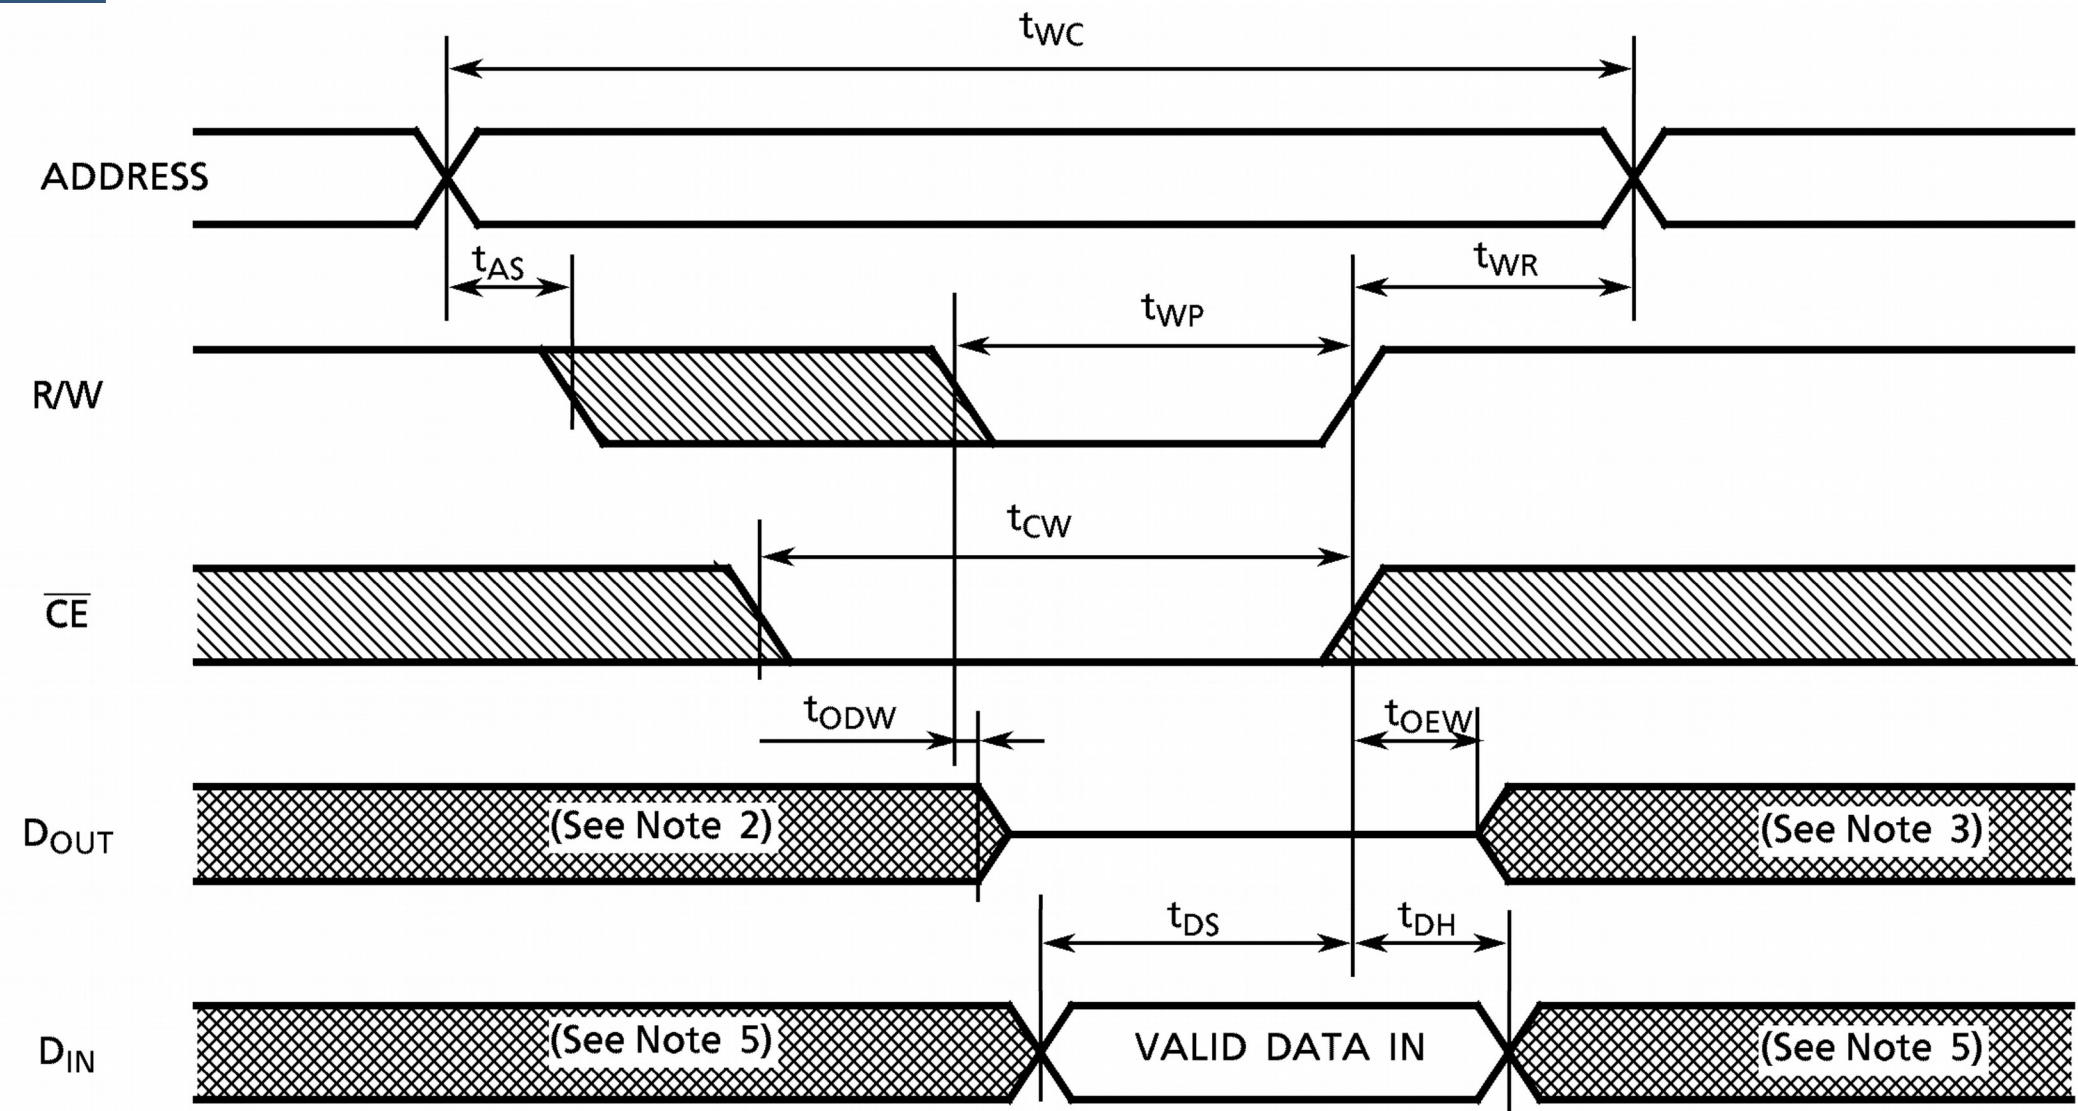 tWC
ADDRESS
tAS
tWR
tWP
R/W
tCW
CE
tODW
tOEW
DOUT
(See Note 2)
(See Note 3)
tDS
tDH
DIN
(See Note 5)
VALID DATA IN
(See Note 5)